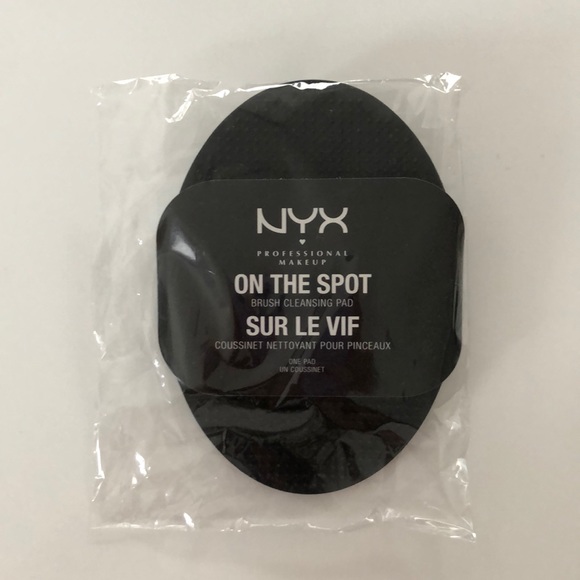 NYX
PROFESSIONAL
MAKEUP
ON THE SPOT
BRUSH CLEANSING PAD
SUR LE VIF
COUSSINET NETTOYANT POUR PINCEAUX
ONE PAD
UN COUSSINET